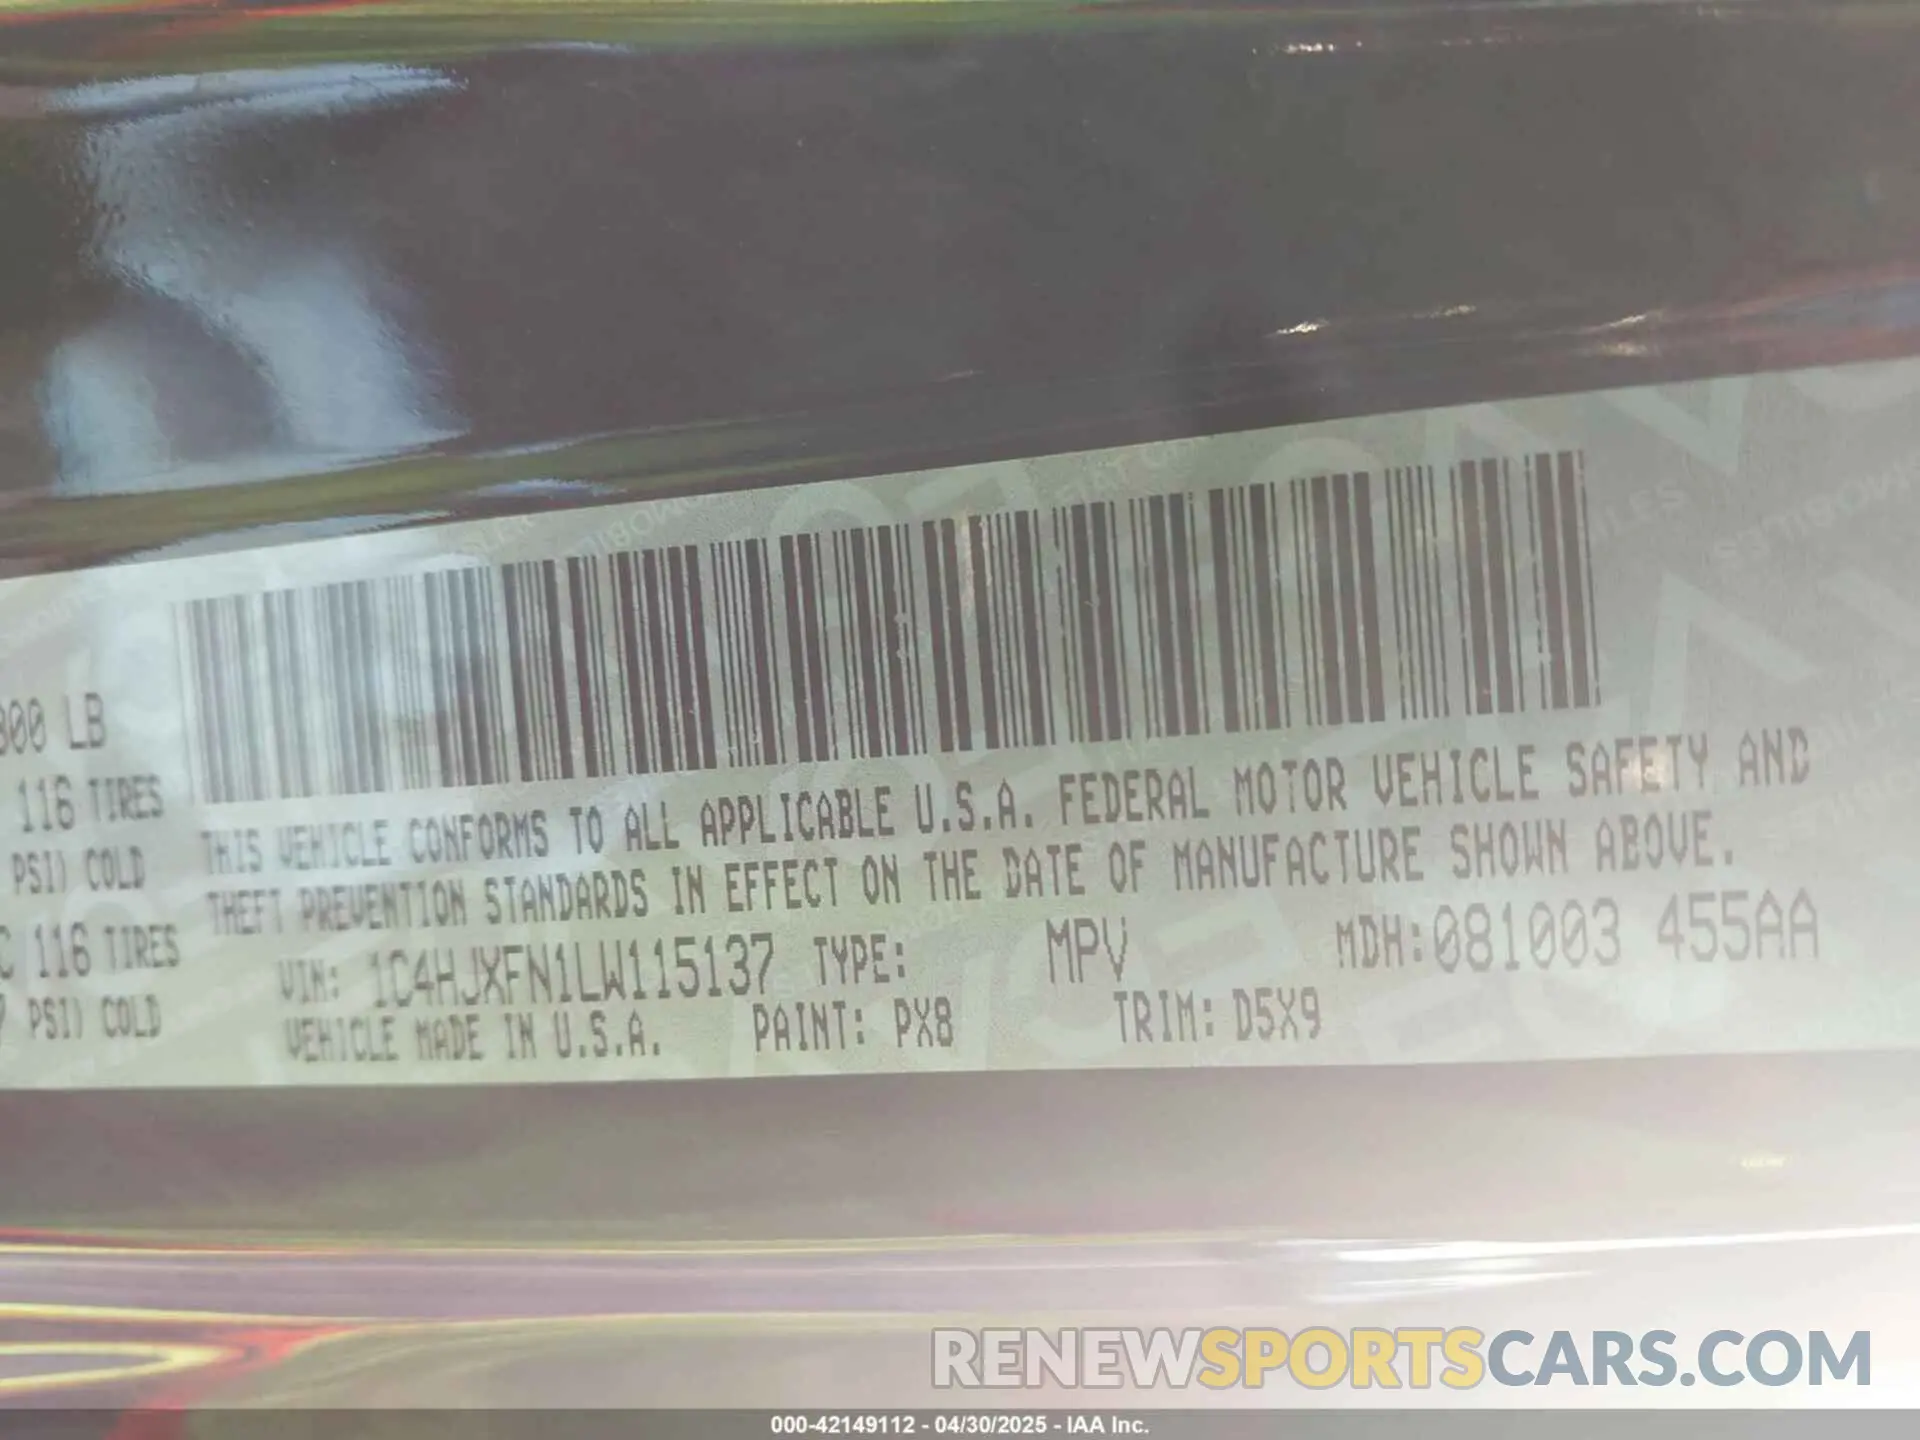 800 LB
116 TIRES
PSI) COLD
C 116 TIRES
PSI) COLD
THIS VEHICLE CONFORMS TO ALL APPLICABLE U.S.A. FEDERAL MOTOR VEHICLE SAFETY AND
THEFT PREVENTION STANDARDS IN EFFECT ON THE DATE OF MANUFACTURE SHOWN ABOVE.
VIN: 1C4HJXFN1LW115137 TYPE: MPV MDH:081003 455AA
VEHICLE MADE IN U.S.A. PAINT: PX8 TRIM: D5X9
RENEWSPORTSCARS.COM
000-42149112 - 04/30/2025 - IAA Inc.